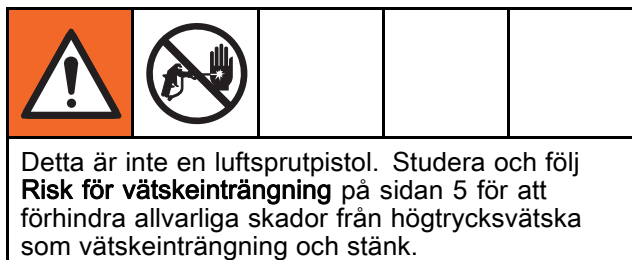 Detta är inte en luftsprutpistol. Studera och följ
Risk för vätskeinträngning på sidan 5 för att
förhindra allvarliga skador från högtrycksvätska
som vätskeinträngning och stänk.